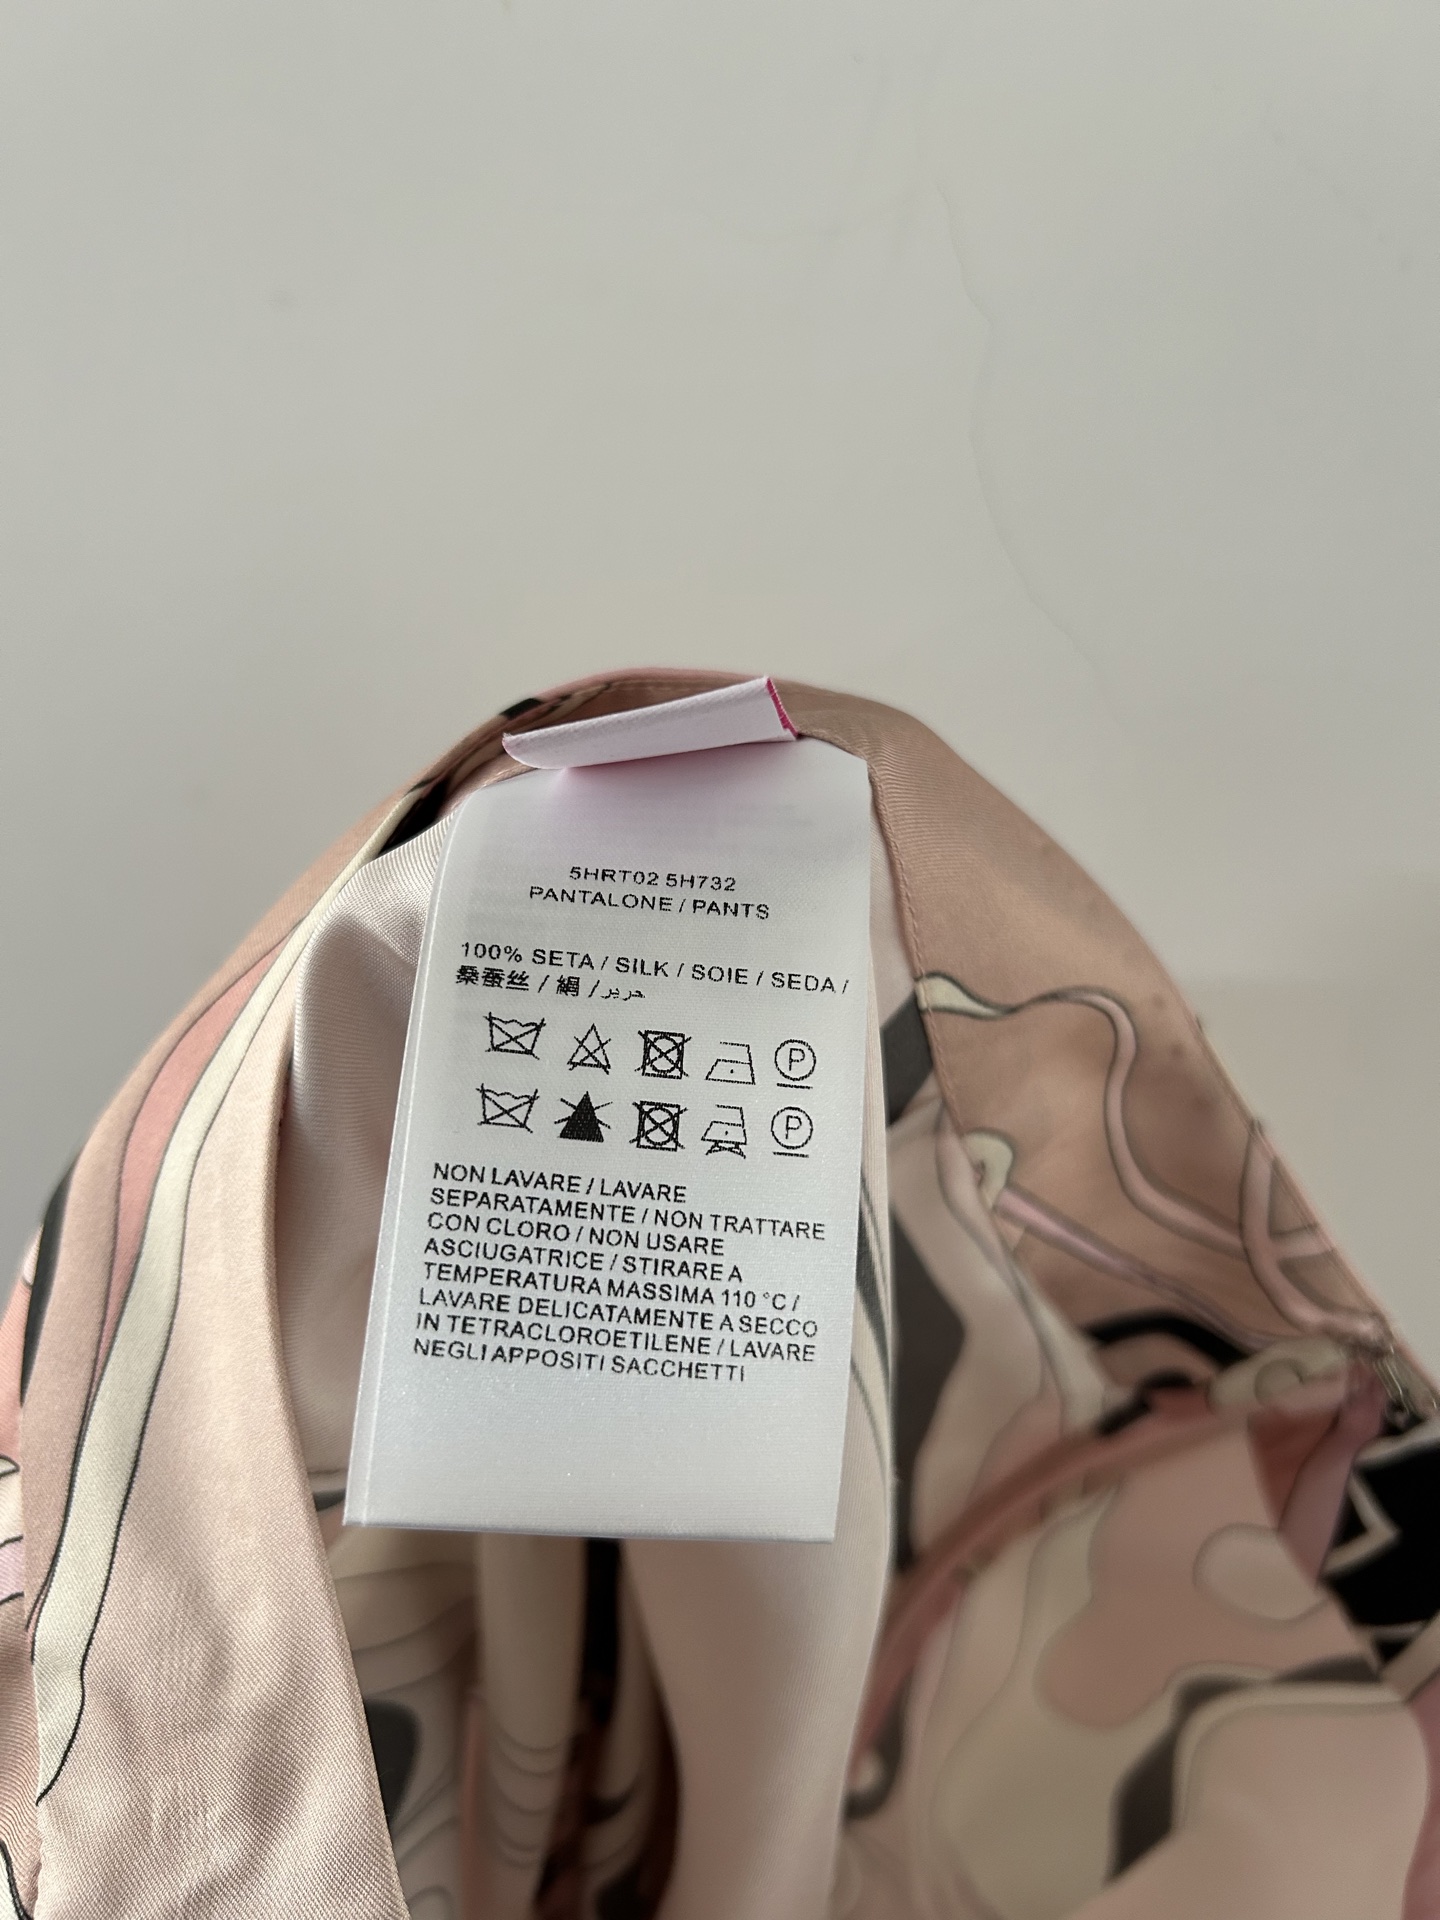 5HRT02 5H732
PANTALONE / PANTS
100% SETA / SILK / SOIE / SEDA /
桑蚕丝 / 絹 / حرير
P
P
NON LAVARE / LAVARE
SEPARATAMENTE / NON TRATTARE
CON CLORO / NON USARE
ASCIUGATRICE / STIRARE A
TEMPERATURA MASSIMA 110 °C /
LAVARE DELICATAMENTE A SECCO
IN TETRACLOROETILENE / LAVARE
NEGLI APPOSITI SACCHETTI